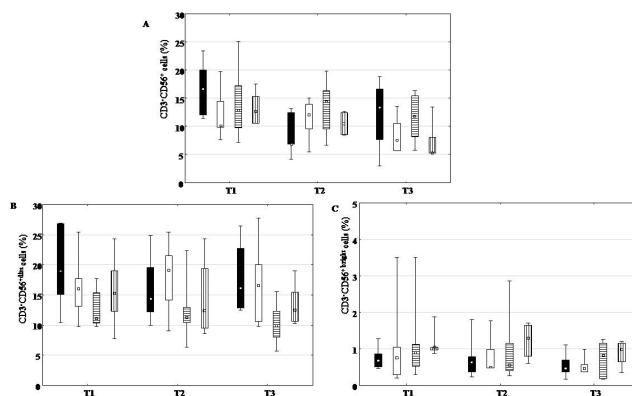 A
CD3-CD56+ cells (%)
30
25
20
15
10
5
0
T1 T2 T3
B
CD3-CD56+dim cells (%)
30
25
20
15
10
5
0
T1 T2 T3
C
CD3-CD56+bright cells (%)
5
4
3
2
1
0
T1 T2 T3